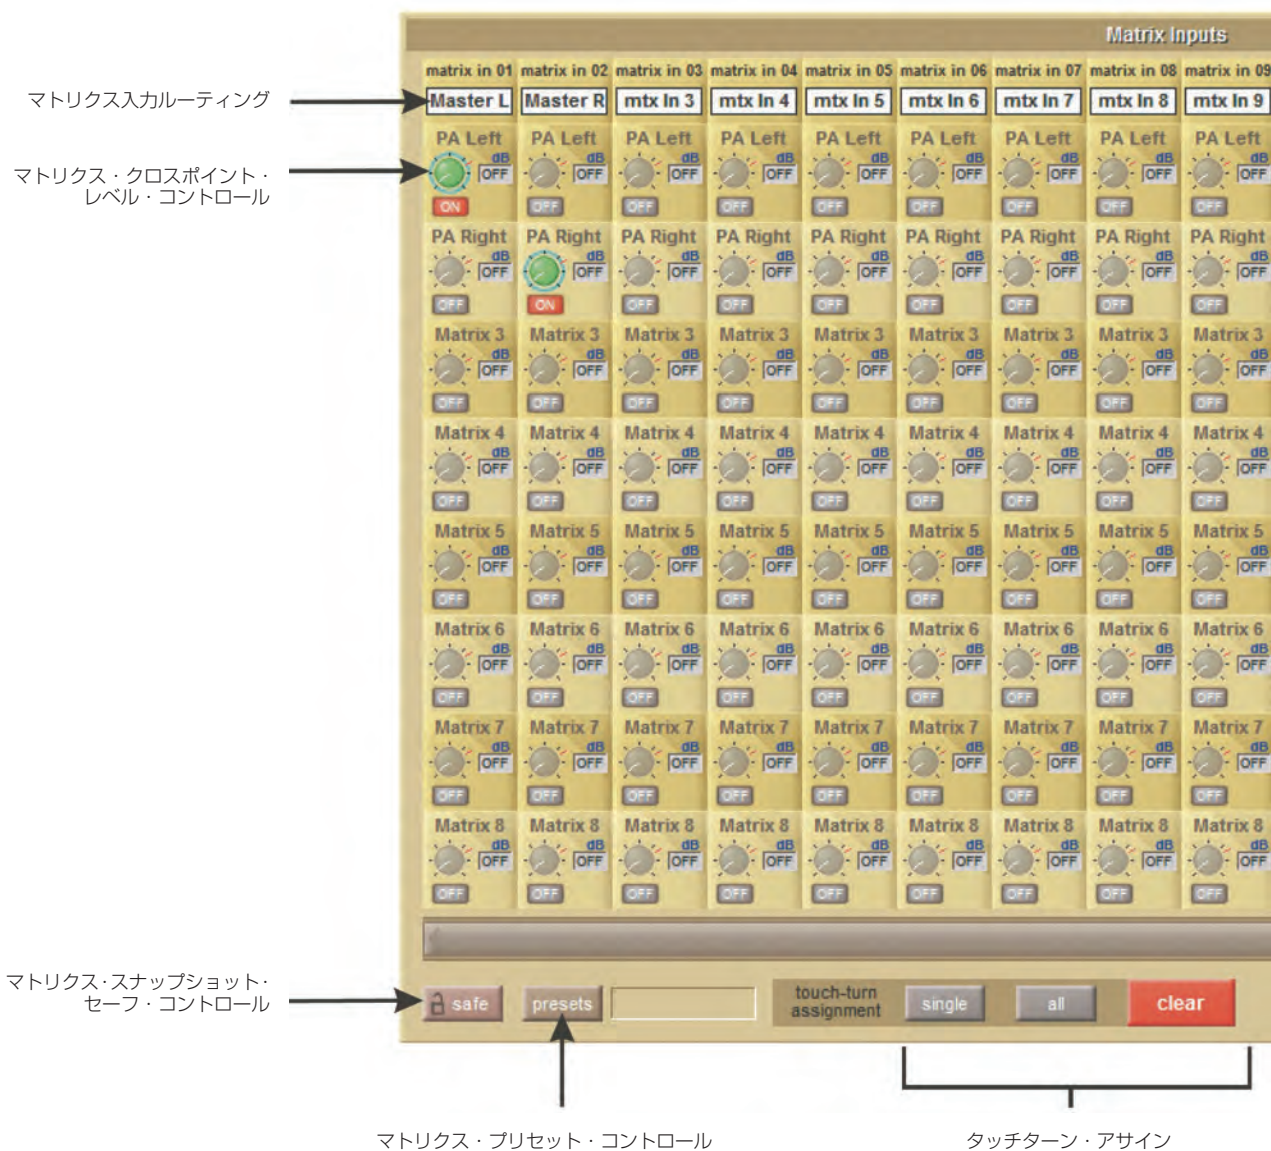 Matrix Inputs
matrix in 01 matrix in 02 matrix in 03 matrix in 04 matrix in 05 matrix in 06 matrix in 07 matrix in 08 matrix in 09
マトリクス入力ルーティング
Master L Master R mtx In 3 mtx In 4 mtx In 5 mtx In 6 mtx In 7 mtx In 8 mtx In 9
PA Left PA Left PA Left PA Left PA Left PA Left PA Left PA Left PA Left
dB dB dB dB dB dB dB dB dB
OFF OFF OFF OFF OFF OFF OFF OFF OFF
マトリクス・クロスポイント・
レベル・コントロール
ON OFF OFF OFF OFF OFF OFF OFF OFF
PA Right PA Right PA Right PA Right PA Right PA Right PA Right PA Right PA Right
dB dB dB dB dB dB dB dB dB
OFF OFF OFF OFF OFF OFF OFF OFF OFF
OFF ON OFF OFF OFF OFF OFF OFF OFF
Matrix 3 Matrix 3 Matrix 3 Matrix 3 Matrix 3 Matrix 3 Matrix 3 Matrix 3 Matrix 3
dB dB dB dB dB dB dB dB dB
OFF OFF OFF OFF OFF OFF OFF OFF OFF
OFF OFF OFF OFF OFF OFF OFF OFF OFF
Matrix 4 Matrix 4 Matrix 4 Matrix 4 Matrix 4 Matrix 4 Matrix 4 Matrix 4 Matrix 4
dB dB dB dB dB dB dB dB dB
OFF OFF OFF OFF OFF OFF OFF OFF OFF
OFF OFF OFF OFF OFF OFF OFF OFF OFF
Matrix 5 Matrix 5 Matrix 5 Matrix 5 Matrix 5 Matrix 5 Matrix 5 Matrix 5 Matrix 5
dB dB dB dB dB dB dB dB dB
OFF OFF OFF OFF OFF OFF OFF OFF OFF
OFF OFF OFF OFF OFF OFF OFF OFF OFF
Matrix 6 Matrix 6 Matrix 6 Matrix 6 Matrix 6 Matrix 6 Matrix 6 Matrix 6 Matrix 6
dB dB dB dB dB dB dB dB dB
OFF OFF OFF OFF OFF OFF OFF OFF OFF
OFF OFF OFF OFF OFF OFF OFF OFF OFF
Matrix 7 Matrix 7 Matrix 7 Matrix 7 Matrix 7 Matrix 7 Matrix 7 Matrix 7 Matrix 7
dB dB dB dB dB dB dB dB dB
OFF OFF OFF OFF OFF OFF OFF OFF OFF
OFF OFF OFF OFF OFF OFF OFF OFF OFF
Matrix 8 Matrix 8 Matrix 8 Matrix 8 Matrix 8 Matrix 8 Matrix 8 Matrix 8 Matrix 8
dB dB dB dB dB dB dB dB dB
OFF OFF OFF OFF OFF OFF OFF OFF OFF
OFF OFF OFF OFF OFF OFF OFF OFF OFF
マトリクス・スナップショット・
セーフ・コントロール
safe presets
touch-turn
assignment
single all clear
マトリクス・プリセット・コントロール
タッチターン・アサイン